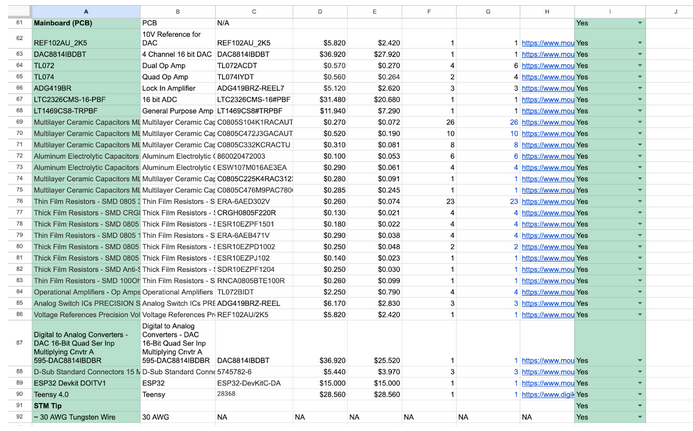 A B C D E F G H I J
61 Mainboard (PCB) PCB N/A Yes
10V Reference for
62 REF102AU_2K5 DAC REF102AU_2K5 $5.820 $2.420 1 1 https://www.mou Yes
63 DAC8814IBDBT 4 Channel 16 bit DAC DAC8814IBDBT $36.920 $27.920 1 1 https://www.mou Yes
64 TL072 Dual Op Amp TL072ACDT $0.570 $0.270 4 6 https://www.mou Yes
65 TL074 Quad Op Amp TL074IYDT $0.560 $0.264 2 4 https://www.mou Yes
66 ADG419BR Lock In Amplifier ADG419BRZ-REEL7 $5.120 $2.620 3 3 https://www.mou Yes
67 LTC2326CMS-16-PBF 16 bit ADC LTC2326CMS-16#PBF $31.480 $20.680 1 1 https://www.mou Yes
68 LT1469CS8-TRPBF General Purpose Amp LT1469CS8#TRPBF $11.940 $7.290 1 1 https://www.mou Yes
69 Multilayer Ceramic Capacitors ML Multilayer Ceramic Cap C0805S104K1RACAUT $0.270 $0.072 26 26 https://www.mou Yes
70 Multilayer Ceramic Capacitors ML Multilayer Ceramic Cap C0805C472J3GACAUT $0.520 $0.190 10 10 https://www.mou Yes
71 Multilayer Ceramic Capacitors ML Multilayer Ceramic Cap C0805C332KCRACTU $0.310 $0.081 8 8 https://www.mou Yes
72 Aluminum Electrolytic Capacitors Aluminum Electrolytic ( 860020472003 $0.100 $0.053 6 6 https://www.mou Yes
73 Aluminum Electrolytic Capacitors Aluminum Electrolytic ( ESW107M016AE3EA $0.290 $0.061 4 4 https://www.mou Yes
74 Multilayer Ceramic Capacitors ML Multilayer Ceramic Cap C0805C225K4RAC312 $0.280 $0.091 1 1 https://www.mou Yes
75 Multilayer Ceramic Capacitors ML Multilayer Ceramic Cap C0805C476M9PAC780 $0.285 $0.245 1 1 https://www.mou Yes
76 Thin Film Resistors - SMD 0805 3 Thin Film Resistors - S ERA-6AED302V $0.260 $0.074 23 23 https://www.mou Yes
77 Thick Film Resistors - SMD CRGI Thick Film Resistors - S CRGH0805F220R $0.130 $0.021 4 4 https://www.mou Yes
78 Thick Film Resistors - SMD 0805 Thick Film Resistors - S ESR10EZPF1501 $0.180 $0.022 4 4 https://www.mou Yes
79 Thin Film Resistors - SMD 0805 1 Thin Film Resistors - S ERA-6AEB471V $0.290 $0.038 4 4 https://www.mou Yes
80 Thick Film Resistors - SMD 0805 Thick Film Resistors - S ESR10EZPD1002 $0.250 $0.048 2 2 https://www.mou Yes
81 Thick Film Resistors - SMD 0805 Thick Film Resistors - S ESR10EZPJ102 $0.140 $0.023 1 1 https://www.mou Yes
82 Thick Film Resistors - SMD Anti-S Thick Film Resistors - S ESR10EZPF1204 $0.250 $0.030 1 1 https://www.mou Yes
83 Thin Film Resistors - SMD 100Oh Thin Film Resistors - S RNCA0805BTE100R $0.260 $0.099 1 1 https://www.mou Yes
84 Operational Amplifiers - Op Amps Operational Amplifiers TL072BIDT $2.250 $0.790 4 4 https://www.mou Yes
85 Analog Switch ICs PRECISION S Analog Switch ICs PRE ADG419BRZ-REEL $6.170 $2.830 3 3 https://www.mou Yes
86 Voltage References Precision Vol Voltage References Pr REF102AU/2K5 $5.820 $2.420 1 1 https://www.mou Yes
Digital to Analog Converters -
DAC 16-Bit Quad Ser Inp
Multiplying Cnvtr A
595-DAC8814IBDBR
Digital to Analog
Converters - DAC
16-Bit Quad Ser Inp
Multiplying Cnvtr A
87 595-DAC8814IBDBR DAC8814IBDBT $36.920 $25.520 1 1 https://www.mou Yes
88 D-Sub Standard Connectors 15 M D-Sub Standard Conn 5745782-6 $5.440 $3.970 3 3 https://www.mou Yes
89 ESP32 Devkit DOITV1 ESP32 ESP32-DevKitC-DA $15.000 $15.000 1 1 https://www.mou Yes
90 Teensy 4.0 Teensy 28368 $28.560 $28.560 1 1 https://www.digik Yes
91 STM Tip Yes
92 ~ 30 AWG Tungsten Wire 30 AWG NA NA NA NA NA NA Yes